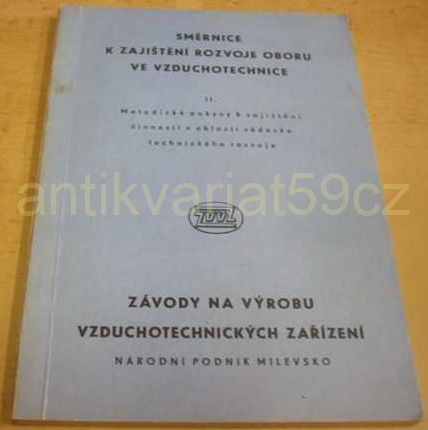 SMĚRNICE
K ZAJIŠTĚNÍ ROZVOJE OBORU
VE VZDUCHOTECHNICE
II.
Metodické pokyny k zajištění
činnosti v oblasti vědecko
technického rozvoje
antikvariat59cz
ZÁVODY NA VÝROBU
VZDUCHOTECHNICKÝCH ZAŘÍZENÍ
NÁRODNÍ PODNIK MILEVSKO